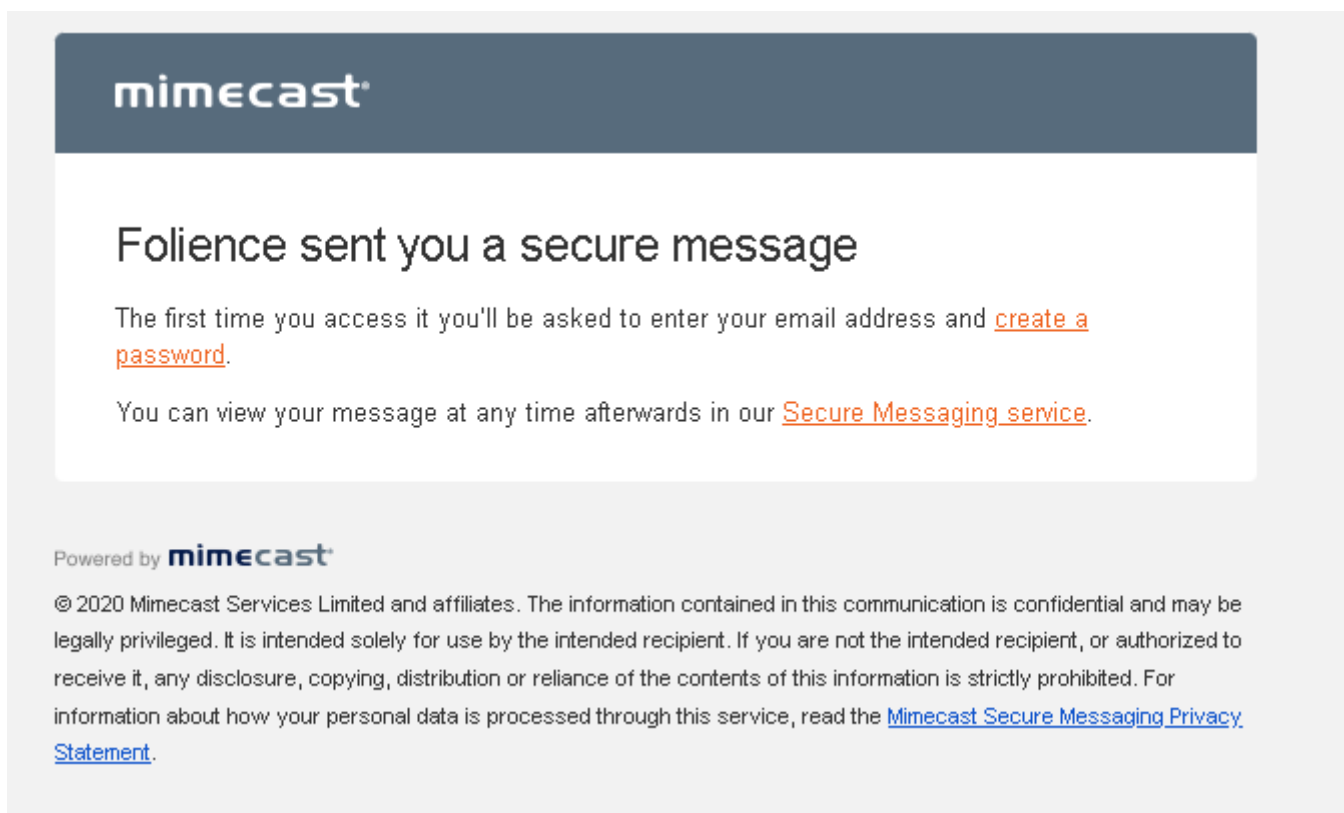 mimecast®
Folience sent you a secure message
The first time you access it you'll be asked to enter your email address and create a
password.
You can view your message at any time afterwards in our Secure Messaging service.
Powered by mimecast®
© 2020 Mimecast Services Limited and affiliates. The information contained in this communication is confidential and may be
legally privileged. It is intended solely for use by the intended recipient. If you are not the intended recipient, or authorized to
receive it, any disclosure, copying, distribution or reliance of the contents of this information is strictly prohibited. For
information about how your personal data is processed through this service, read the Mimecast Secure Messaging Privacy
Statement.